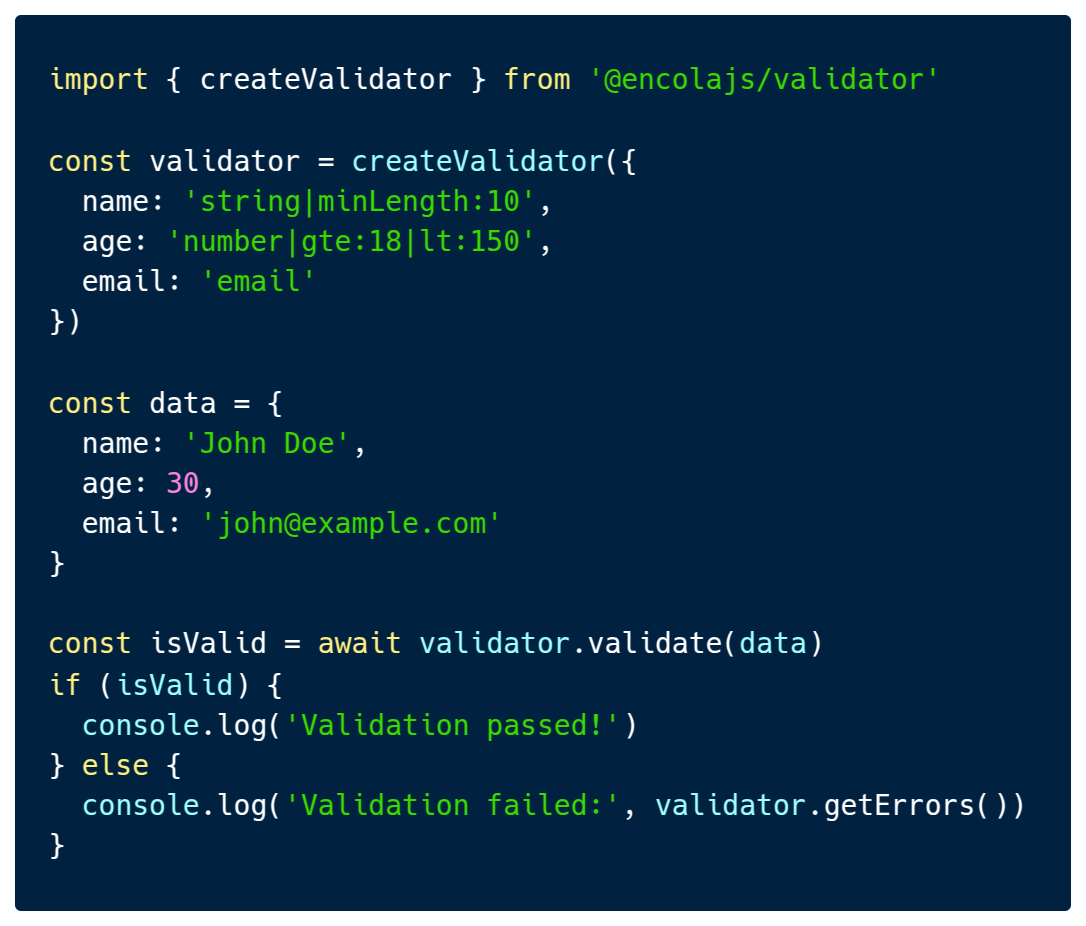 import { createValidator } from '@encolajs/validator'

const validator = createValidator({
  name: 'string|minLength:10',
  age: 'number|gte:18|lt:150',
  email: 'email'
})

const data = {
  name: 'John Doe',
  age: 30,
  email: 'john@example.com'
}

const isValid = await validator.validate(data)
if (isValid) {
  console.log('Validation passed!')
} else {
  console.log('Validation failed:', validator.getErrors())
}